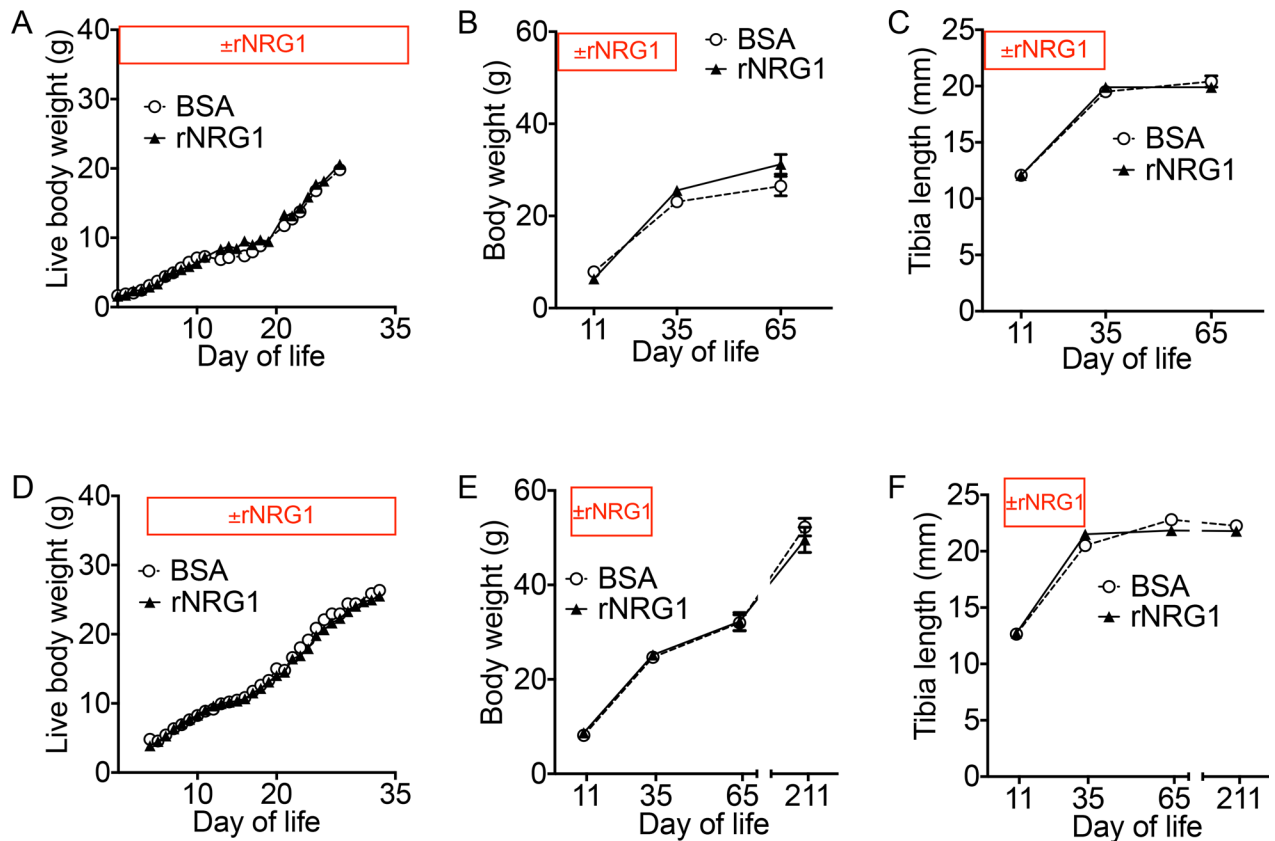 A
Live body weight (g)
40
30
20
10
0
±rNRG1
BSA
rNRG1
10
20
35
Day of life
B
Body weight (g)
60
40
20
0
±rNRG1
BSA
rNRG1
11
35
65
Day of life
C
Tibia length (mm)
25
20
15
10
5
0
±rNRG1
BSA
rNRG1
11
35
65
Day of life
D
Live body weight (g)
40
30
20
10
0
±rNRG1
BSA
rNRG1
10
20
35
Day of life
E
Body weight (g)
60
40
20
0
±rNRG1
BSA
rNRG1
11
35
65
211
Day of life
F
Tibia length (mm)
25
20
15
10
5
0
±rNRG1
BSA
rNRG1
11
35
65
211
Day of life